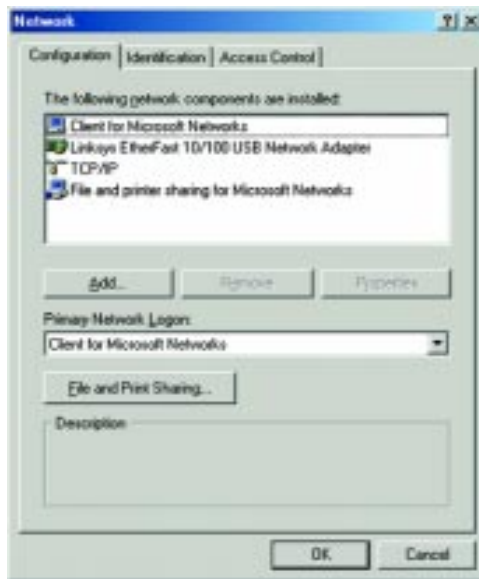 Network
Configuration Identification Access Control
The following network components are installed:
Client for Microsoft Networks
Linksys EtherFast 10/100 USB Network Adapter
TCP/IP
File and printer sharing for Microsoft Networks
Add... Remove Properties
Primary Network Logon:
Client for Microsoft Networks
File and Print Sharing...
Description
OK Cancel